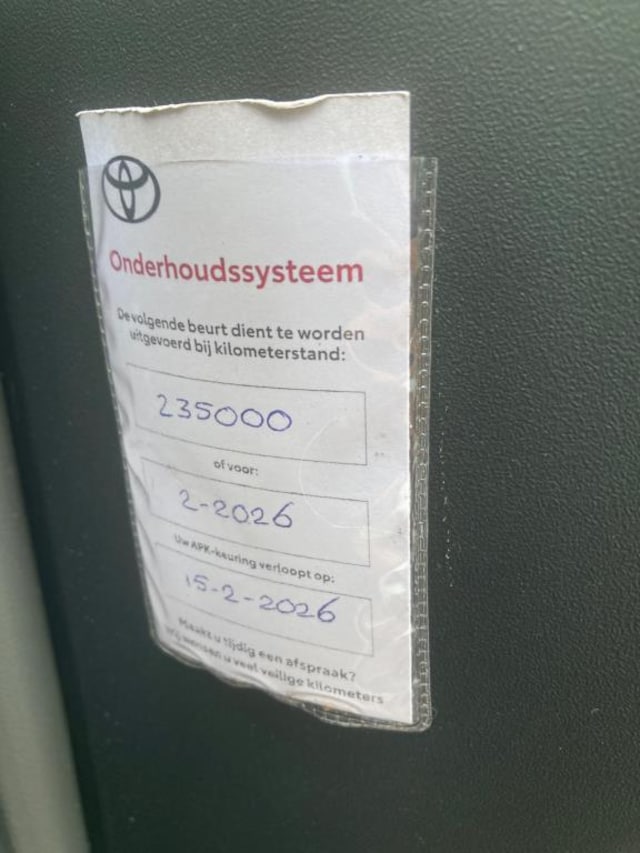 Onderhoudssysteem
De volgende beurt dient te worden
uitgevoerd bij kilometerstand:
235000
of voor:
2-2026
Uw APK-keuring verloopt op:
15-2-2026
Maakt u tijdig een afspraak?
Wij wensen u veel veilige kilometers